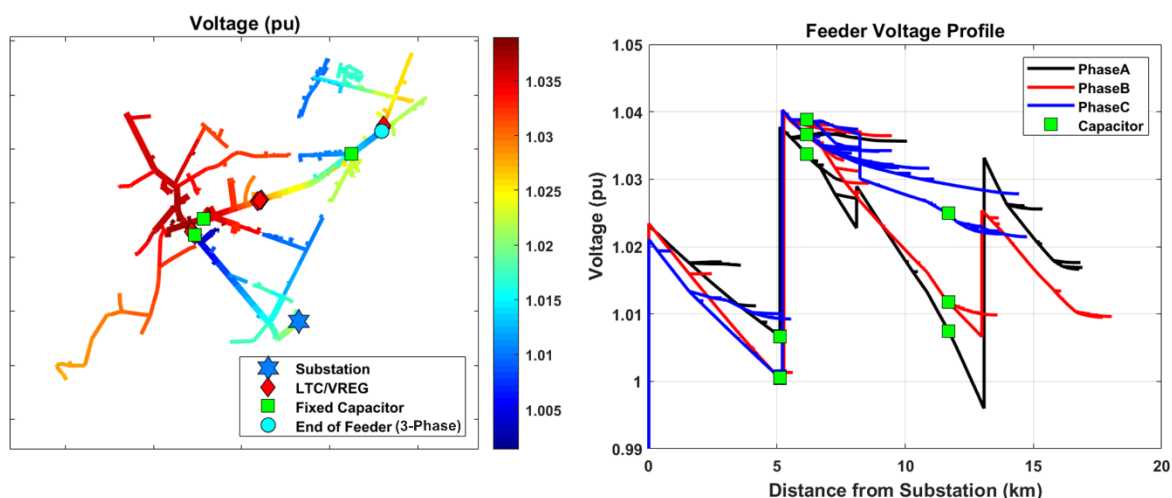 Voltage (pu)
1.035
1.03
1.025
1.02
1.015
1.01
1.005
Substation
LTC/VREG
Fixed Capacitor
End of Feeder (3-Phase)
Feeder Voltage Profile
Voltage (pu)
1.05
1.04
1.03
1.02
1.01
1
0.99
PhaseA
PhaseB
PhaseC
Capacitor
0
5
10
15
20
Distance from Substation (km)